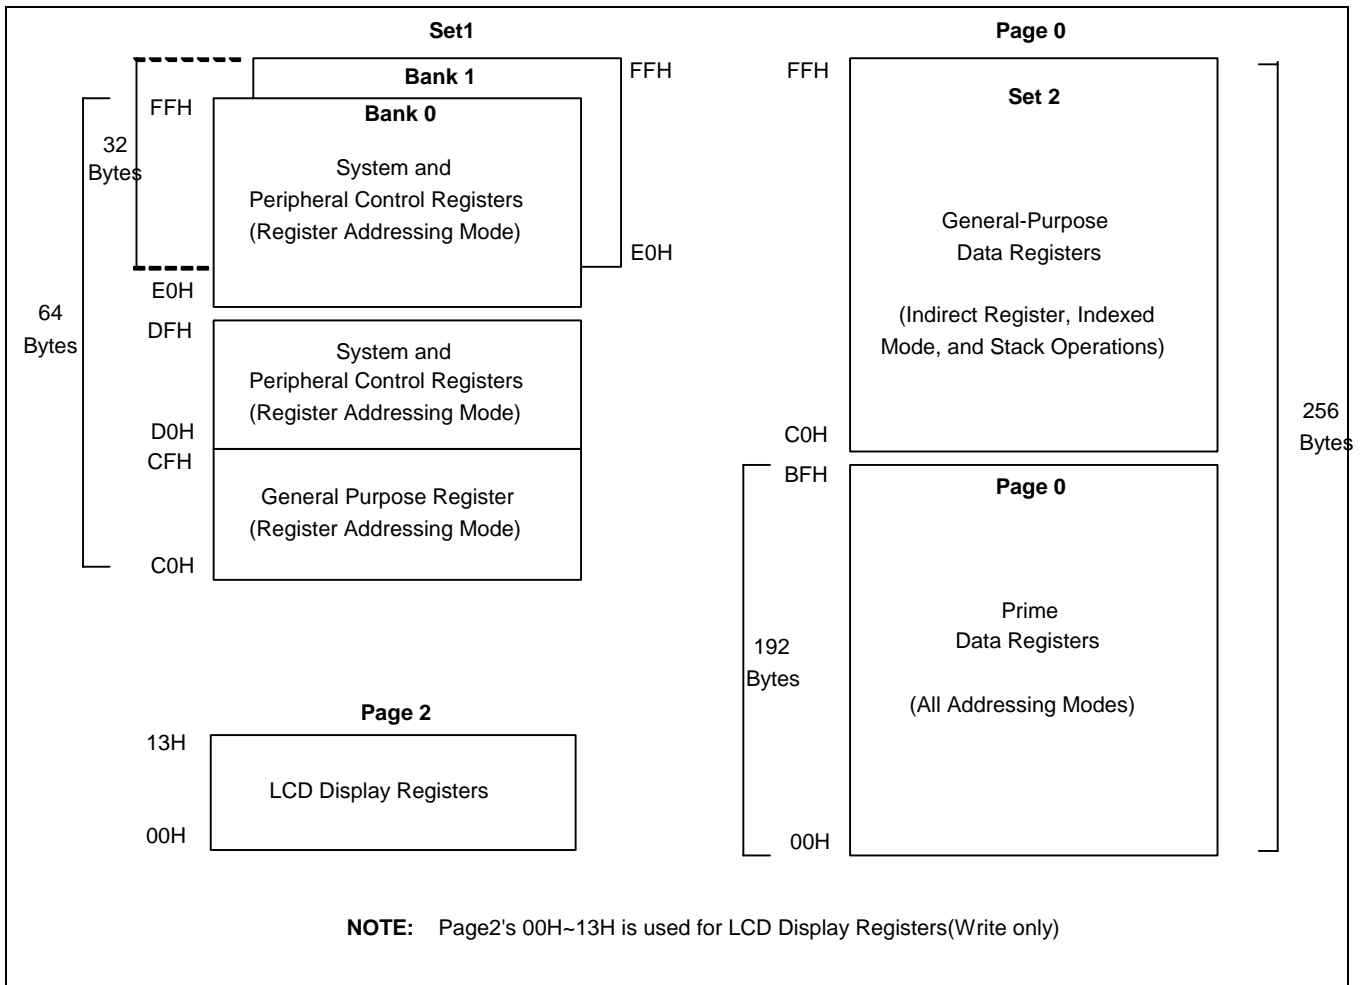 Set1
Bank 1
Bank 0
FFH
FFH
32
Bytes
System and
Peripheral Control Registers
(Register Addressing Mode)
E0H
E0H
64
Bytes
DFH
System and
Peripheral Control Registers
(Register Addressing Mode)
D0H
CFH
General Purpose Register
(Register Addressing Mode)
C0H
Page 2
13H
LCD Display Registers
00H
Page 0
FFH
Set 2
General-Purpose
Data Registers
(Indirect Register, Indexed
Mode, and Stack Operations)
C0H
256
Bytes
BFH
Page 0
Prime
Data Registers
(All Addressing Modes)
192
Bytes
00H
NOTE: Page2's 00H~13H is used for LCD Display Registers(Write only)